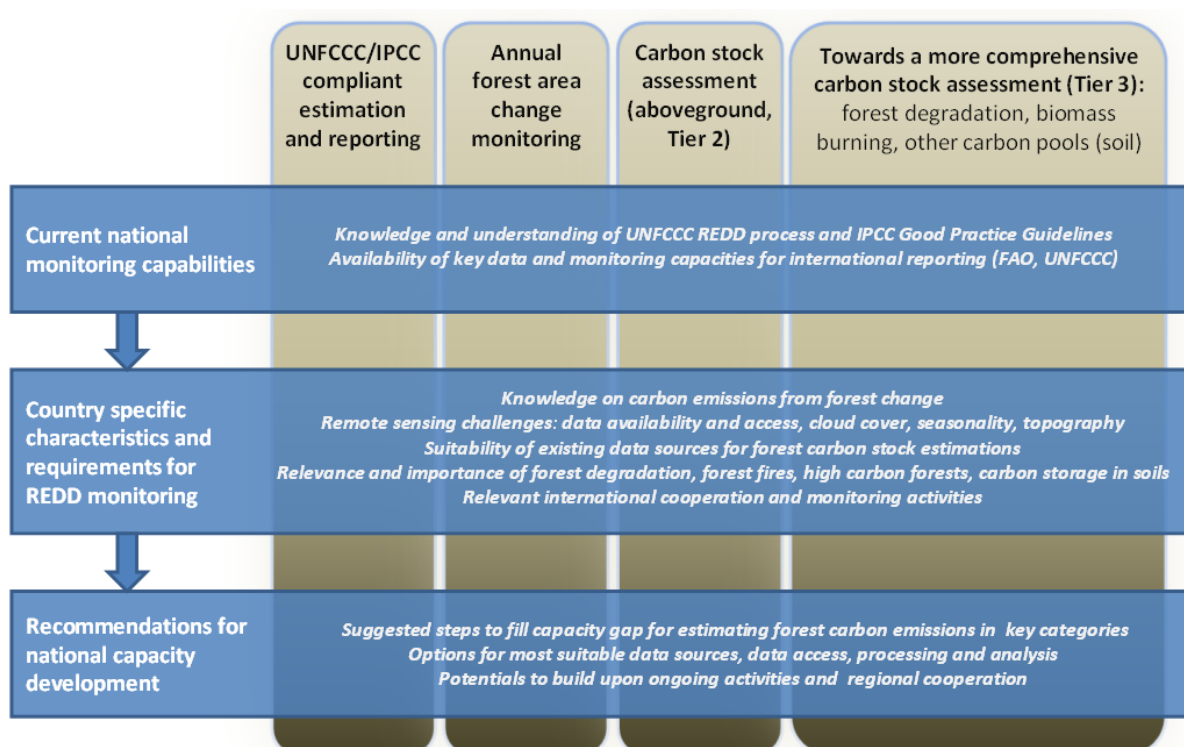 UNFCCC/IPCC
compliant
estimation
and reporting
Annual
forest area
change
monitoring
Carbon stock
assessment
(aboveground,
Tier 2)
Towards a more comprehensive
carbon stock assessment (Tier 3):
forest degradation, biomass
burning, other carbon pools (soil)
Current national
monitoring capabilities
Knowledge and understanding of UNFCCC REDD process and IPCC Good Practice Guidelines
Availability of key data and monitoring capacities for international reporting (FAO, UNFCCC)
Country specific
characteristics and
requirements for
REDD monitoring
Knowledge on carbon emissions from forest change
Remote sensing challenges: data availability and access, cloud cover, seasonality, topography
Suitability of existing data sources for forest carbon stock estimations
Relevance and importance of forest degradation, forest fires, high carbon forests, carbon storage in soils
Relevant international cooperation and monitoring activities
Recommendations for
national capacity
development
Suggested steps to fill capacity gap for estimating forest carbon emissions in key categories
Options for most suitable data sources, data access, processing and analysis
Potentials to build upon ongoing activities and regional cooperation